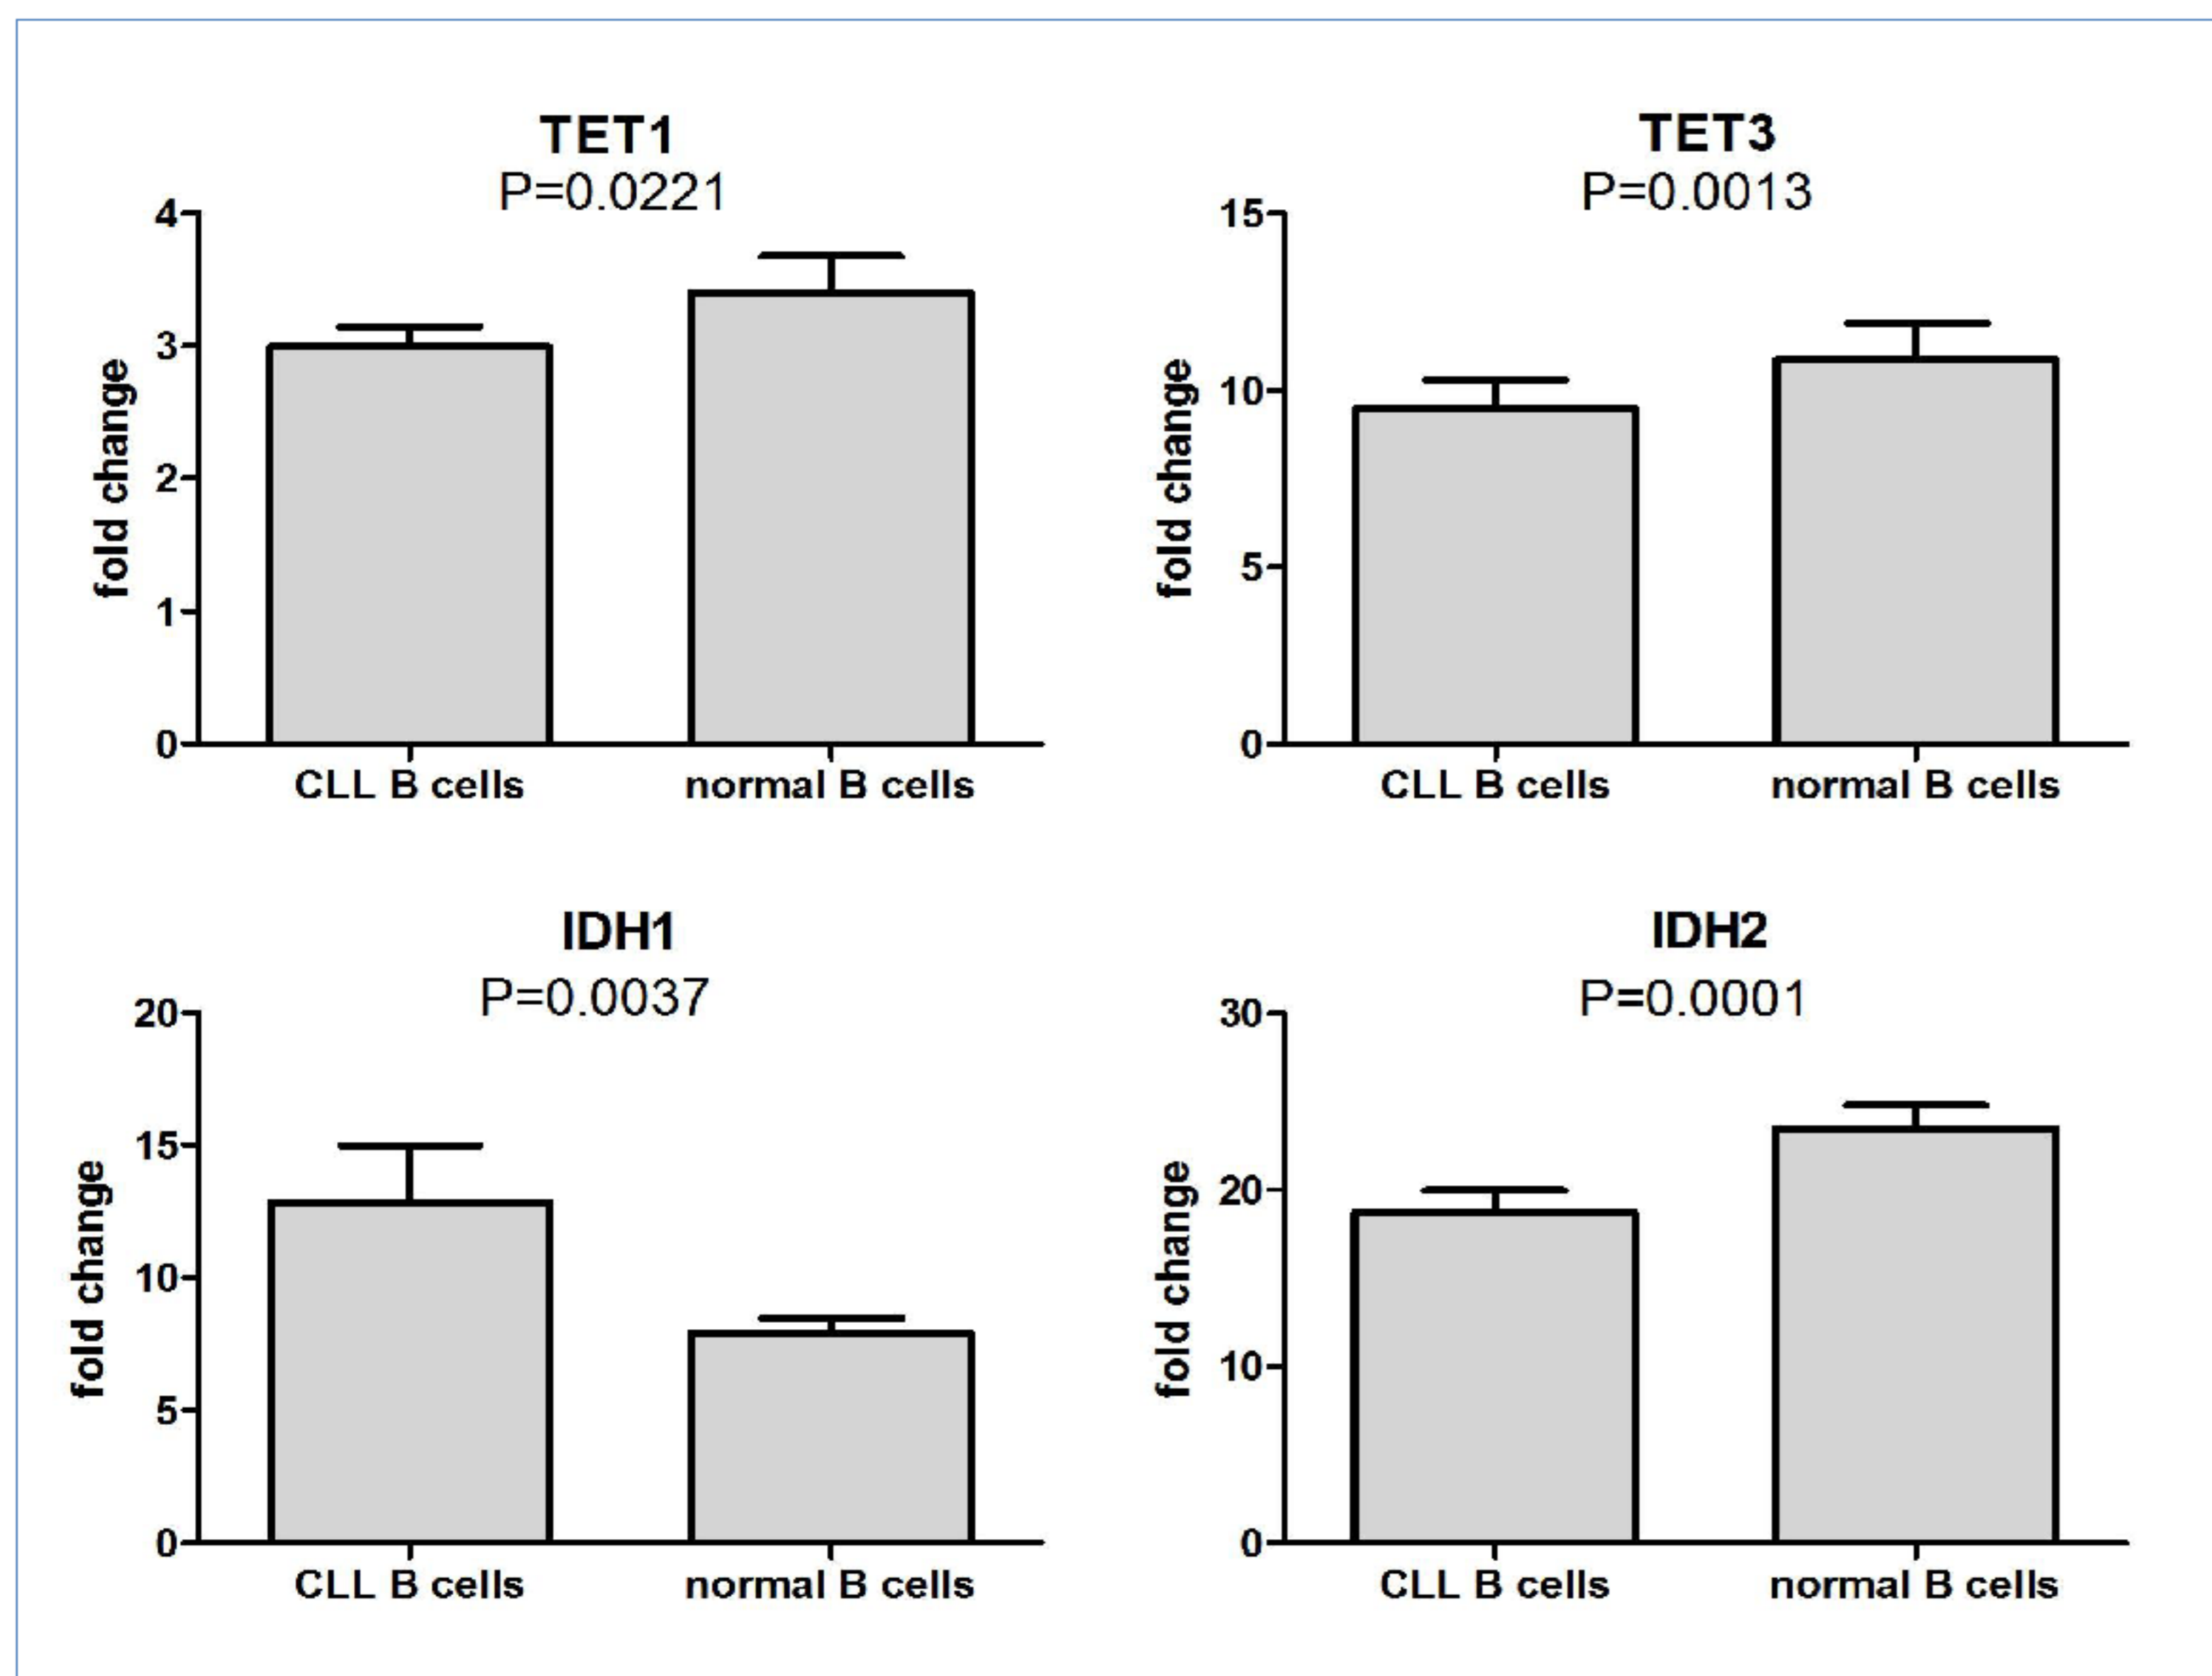 TET1
P=0.0221
4
3
2
1
0
fold change
CLL B cells
normal B cells
TET3
P=0.0013
15
10
5
0
fold change
CLL B cells
normal B cells
IDH1
P=0.0037
20
15
10
5
0
fold change
CLL B cells
normal B cells
IDH2
P=0.0001
30
20
10
0
fold change
CLL B cells
normal B cells